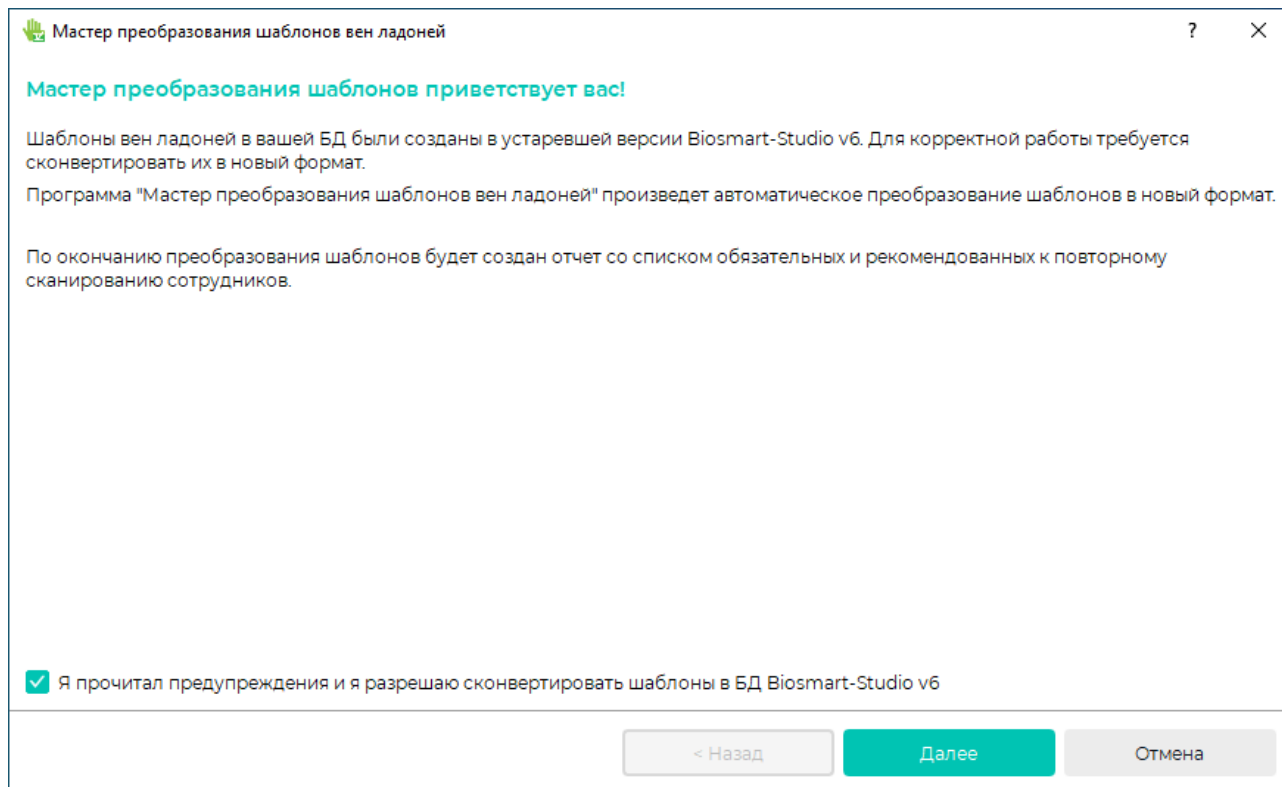 Мастер преобразования шаблонов вен ладоней
?
Мастер преобразования шаблонов приветствует вас!
Шаблоны вен ладоней в вашей БД были созданы в устаревшей версии Biosmart-Studio v6. Для корректной работы требуется
сконвертировать их в новый формат.
Программа "Мастер преобразования шаблонов вен ладоней" произведет автоматическое преобразование шаблонов в новый формат.
По окончанию преобразования шаблонов будет создан отчет со списком обязательных и рекомендованных к повторному
сканированию сотрудников.
Я прочитал предупреждения и я разрешаю сконвертировать шаблоны в БД Biosmart-Studio v6
< Назад
Далее
Отмена